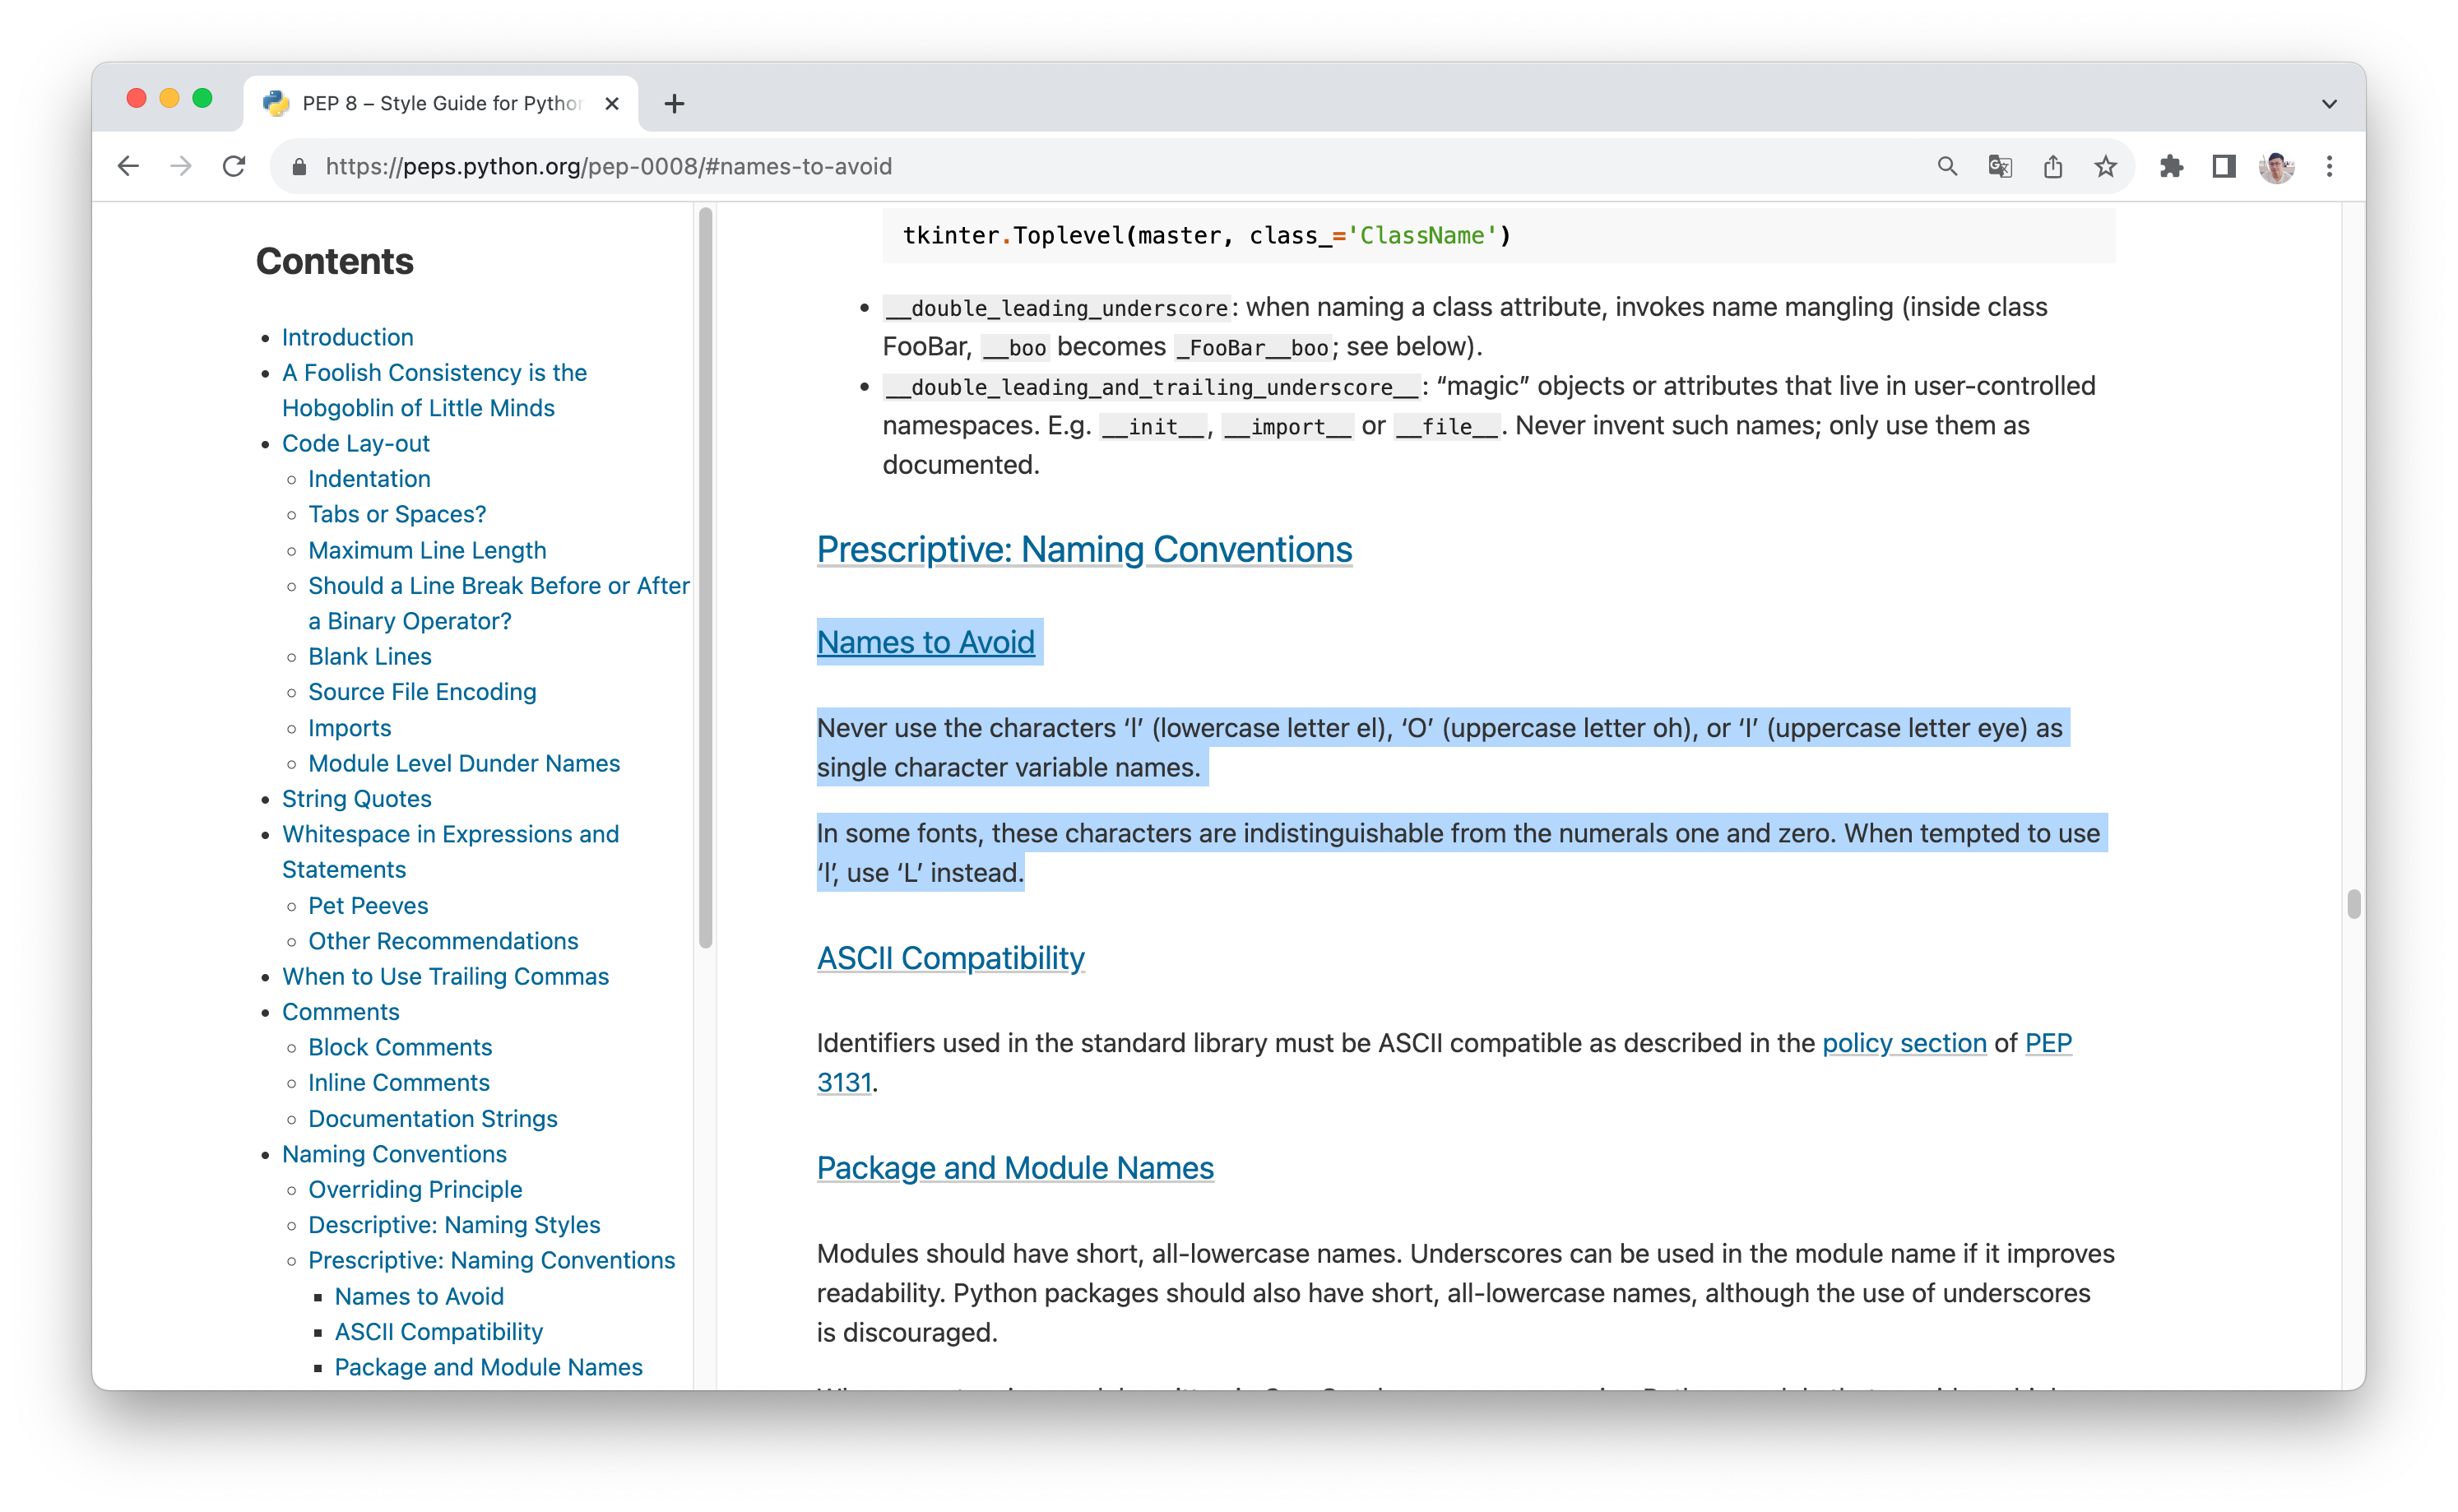 PEP 8 – Style Guide for Python
https://peps.python.org/pep-0008/#names-to-avoid
Contents
Introduction
A Foolish Consistency is the
Hobgoblin of Little Minds
Code Lay-out
Indentation
Tabs or Spaces?
Maximum Line Length
Should a Line Break Before or After
a Binary Operator?
Blank Lines
Source File Encoding
Imports
Module Level Dunder Names
String Quotes
Whitespace in Expressions and
Statements
Pet Peeves
Other Recommendations
When to Use Trailing Commas
Comments
Block Comments
Inline Comments
Documentation Strings
Naming Conventions
Overriding Principle
Descriptive: Naming Styles
Prescriptive: Naming Conventions
Names to Avoid
ASCII Compatibility
Package and Module Names
tkinter.Toplevel(master, class_='ClassName')
__double_leading_underscore: when naming a class attribute, invokes name mangling (inside class
FooBar, __boo becomes _FooBar__boo; see below).
__double_leading_and_trailing_underscore__: “magic” objects or attributes that live in user-controlled
namespaces. E.g. __init__, __import__ or __file__. Never invent such names; only use them as
documented.
Prescriptive: Naming Conventions
Names to Avoid
Never use the characters ‘l’ (lowercase letter el), ‘O’ (uppercase letter oh), or ‘I’ (uppercase letter eye) as
single character variable names.
In some fonts, these characters are indistinguishable from the numerals one and zero. When tempted to use
‘l’, use ‘L’ instead.
ASCII Compatibility
Identifiers used in the standard library must be ASCII compatible as described in the policy section of PEP
3131.
Package and Module Names
Modules should have short, all-lowercase names. Underscores can be used in the module name if it improves
readability. Python packages should also have short, all-lowercase names, although the use of underscores
is discouraged.